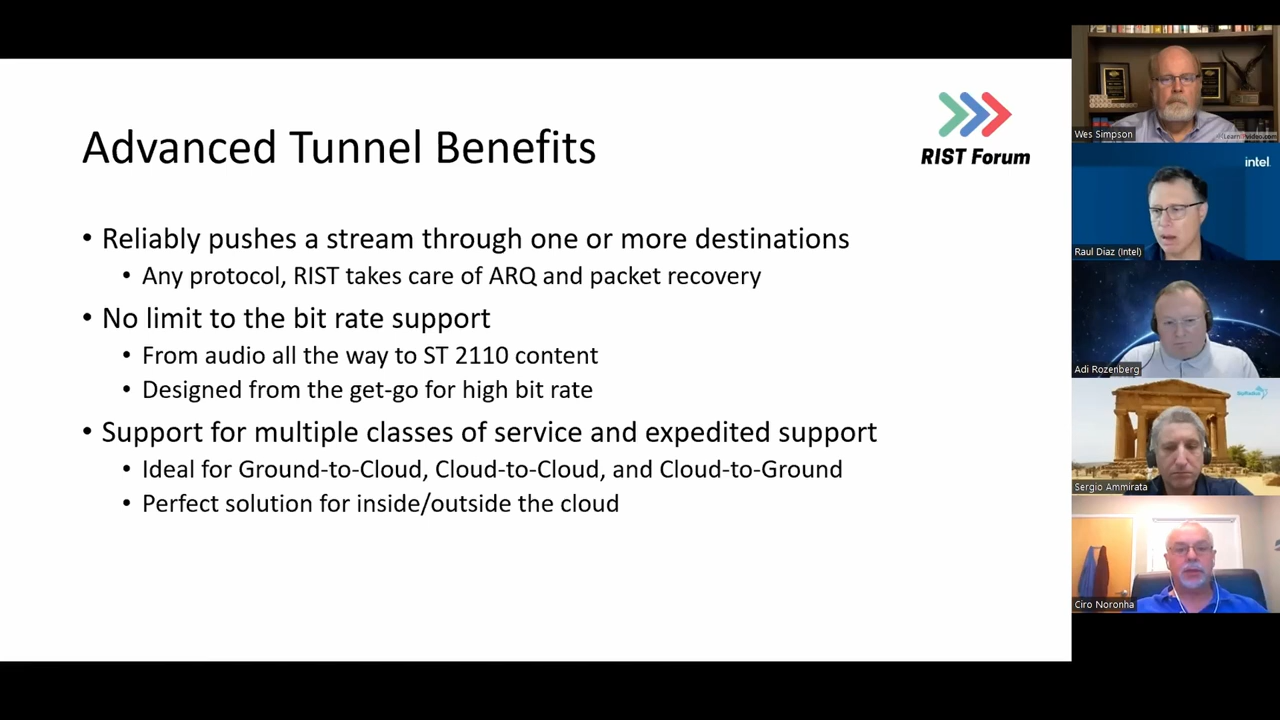 Advanced Tunnel Benefits
RIST Forum
• Reliably pushes a stream through one or more destinations
• Any protocol, RIST takes care of ARQ and packet recovery
• No limit to the bit rate support
• From audio all the way to ST 2110 content
• Designed from the get-go for high bit rate
• Support for multiple classes of service and expedited support
• Ideal for Ground-to-Cloud, Cloud-to-Cloud, and Cloud-to-Ground
• Perfect solution for inside/outside the cloud
Wes Simpson
intel
Raul Diaz (Intel)
Adi Rozenberg
Sergio Ammirata
Ciro Noronha